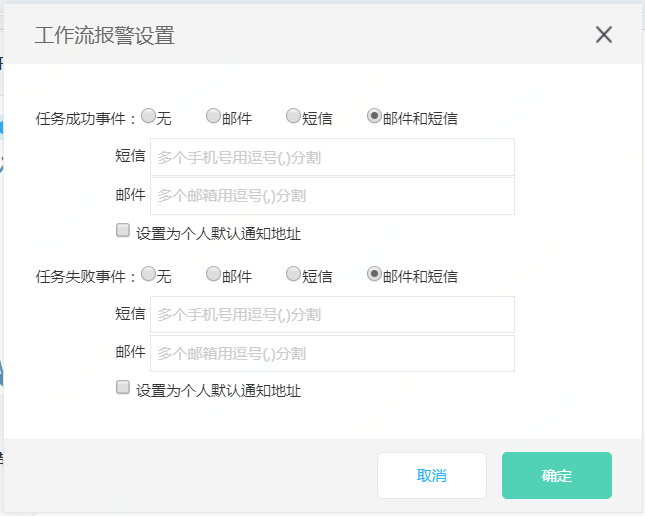 工作流报警设置
任务成功事件：无 邮件 短信 邮件和短信
短信 多个手机号用逗号(,)分割
邮件 多个邮箱用逗号(,)分割
设置为个人默认通知地址
任务失败事件：无 邮件 短信 邮件和短信
短信 多个手机号用逗号(,)分割
邮件 多个邮箱用逗号(,)分割
设置为个人默认通知地址
取消 确定